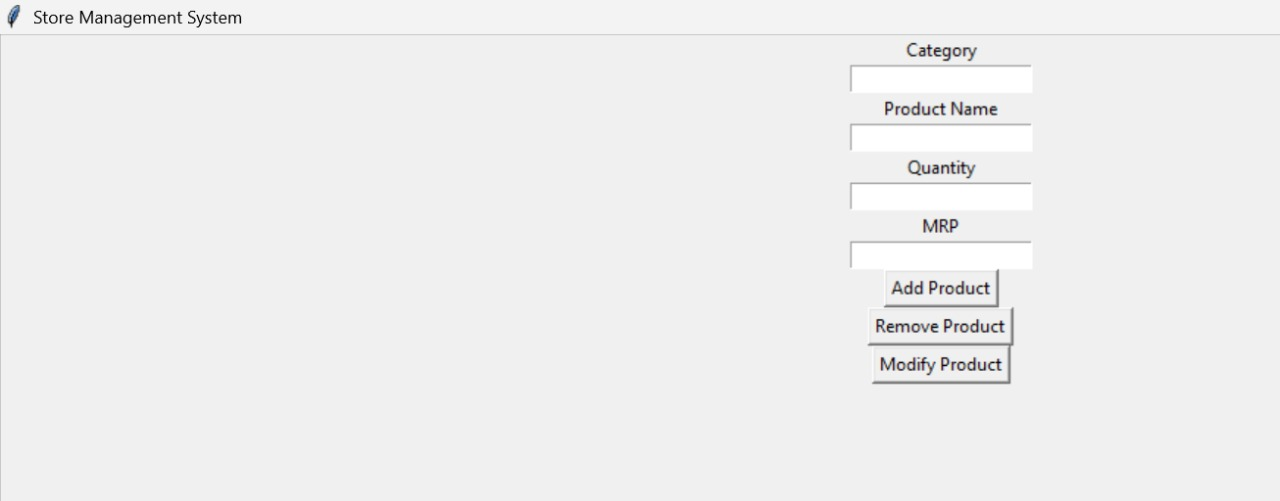 Store Management System
Category
Product Name
Quantity
MRP
Add Product
Remove Product
Modify Product